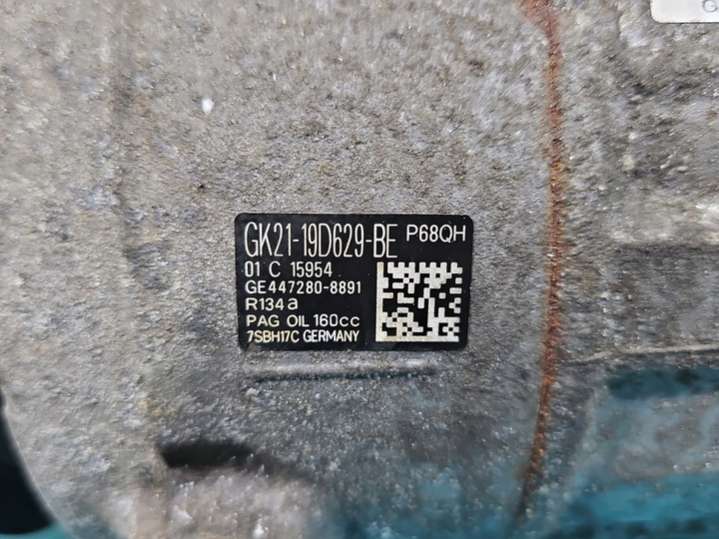 GK21-19D629-BE P68QH
01 C 15954
GE447280-8891
R134a
PAG OIL 160cc
7SBH17C GERMANY